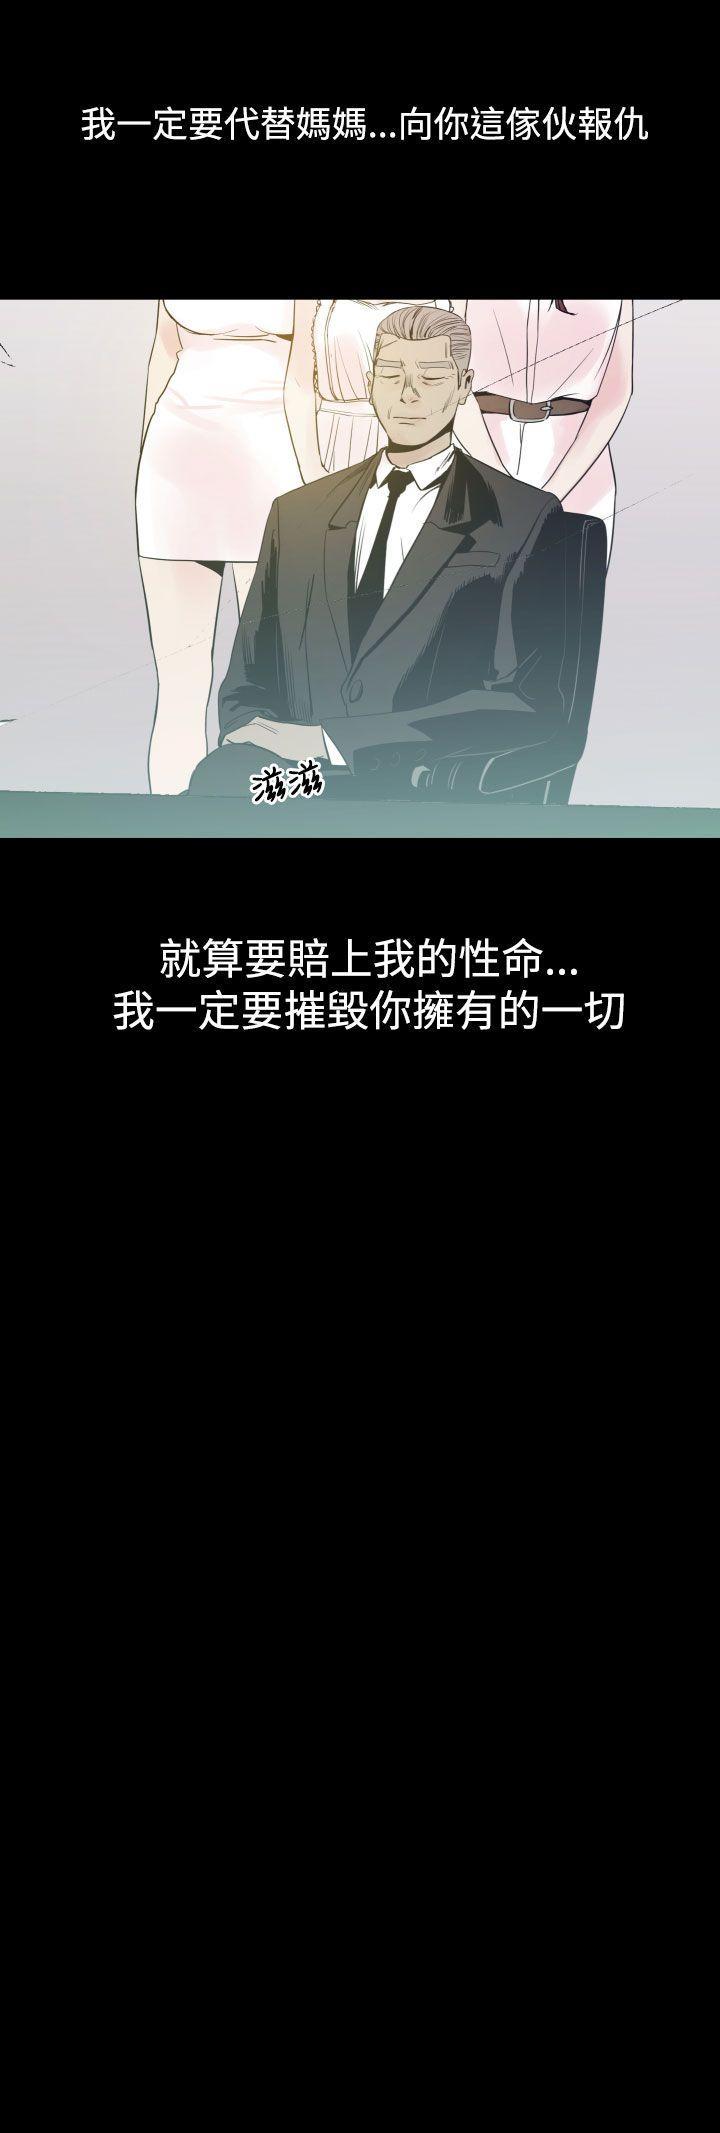 我一定要代替媽媽...向你這傢伙報仇
滋滋
就算要賠上我的性命...
我一定要摧毀你擁有的一切